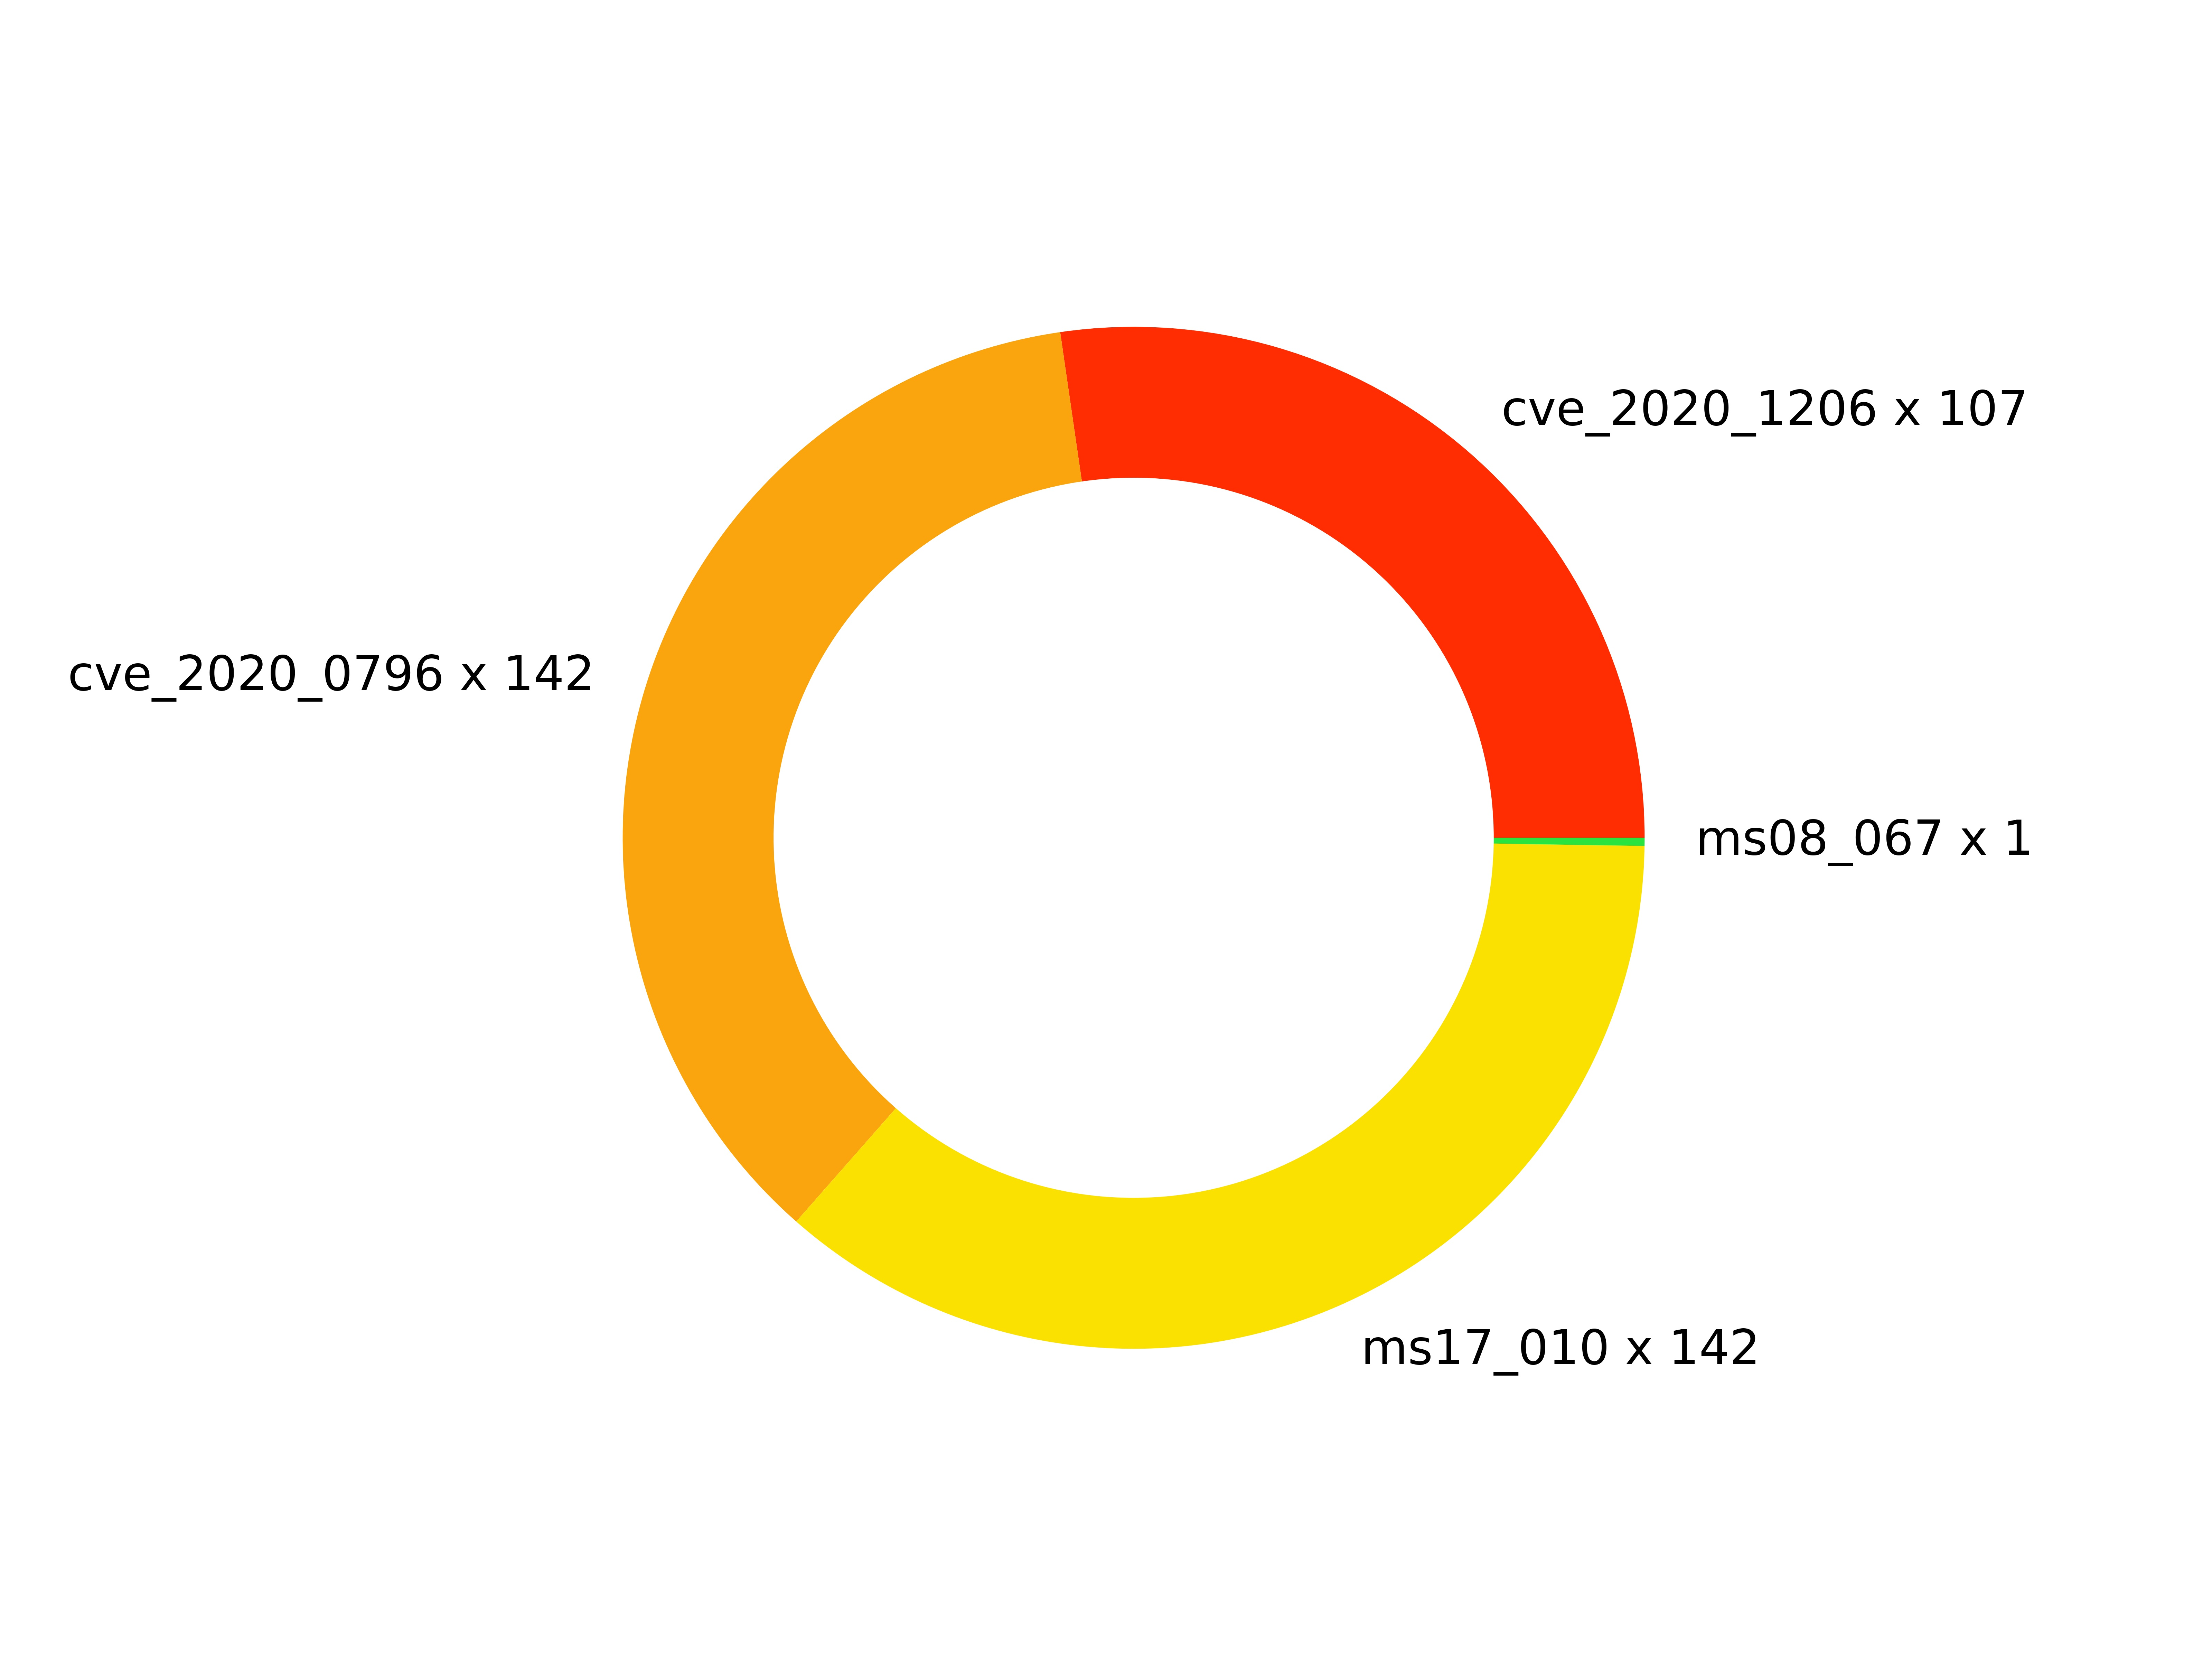 cve_2020_1206 x 107
cve_2020_0796 x 142
ms08_067 x 1
ms17_010 x 142